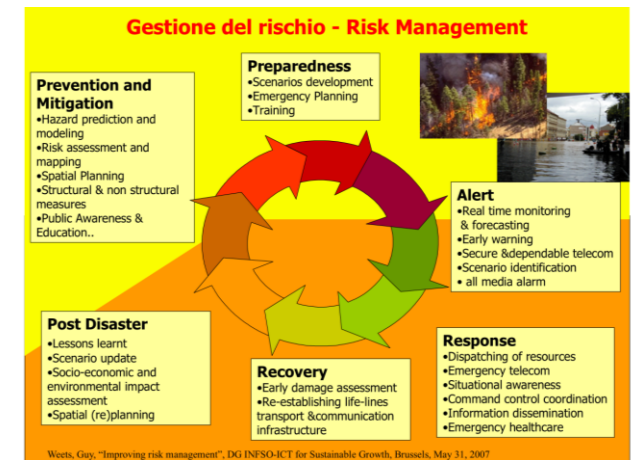 Gestione del rischio - Risk Management
Preparedness
•Scenarios development
•Emergency Planning
•Training
Prevention and
Mitigation
•Hazard prediction and
modeling
•Risk assessment and
mapping
•Spatial Planning
•Structural & non structural
measures
•Public Awareness &
Education..
Alert
•Real time monitoring
& forecasting
•Early warning
•Secure &dependable telecom
•Scenario identification
• all media alarm
Post Disaster
•Lessons learnt
•Scenario update
•Socio-economic and
environmental impact
assessment
•Spatial (re)planning
Recovery
•Early damage assessment
•Re-establishing life-lines
transport &communication
infrastructure
Response
•Dispatching of resources
•Emergency telecom
•Situational awareness
•Command control coordination
•Information dissemination
•Emergency healthcare
Weets, Guy, “Improving risk management”, DG INFSO-ICT for Sustainable Growth, Brussels, May 31, 2007